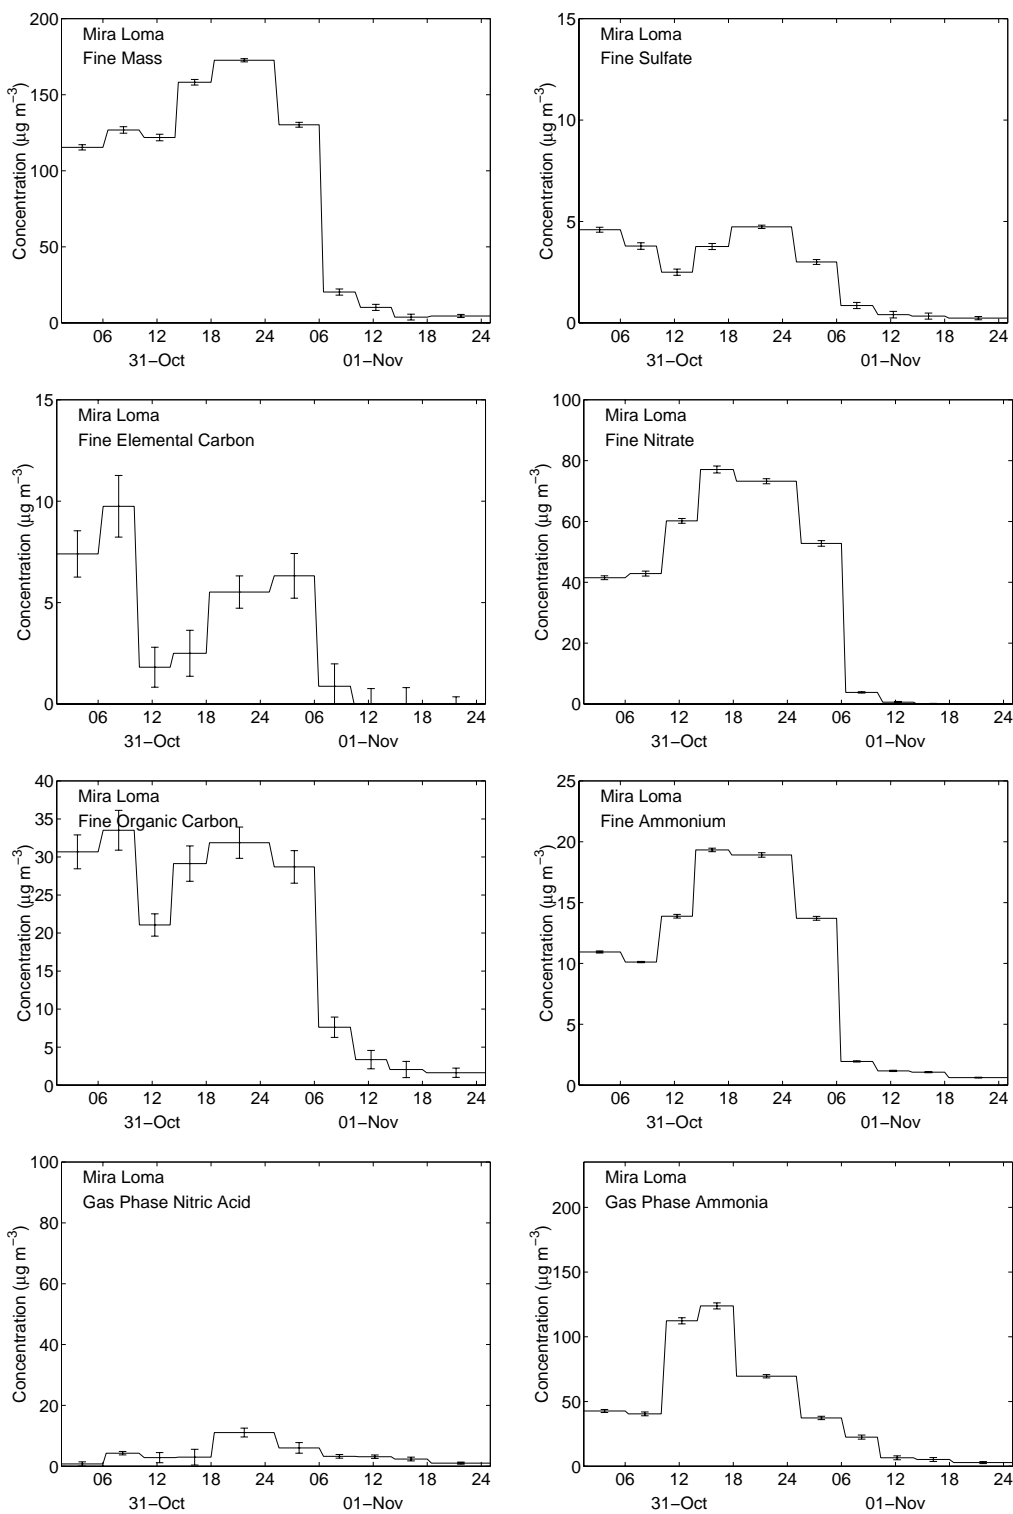 Mira Loma
Fine Mass
Concentration (µg m−3)
200
150
100
50
0
06 12 18 24 06 12 18 24
31−Oct 01−Nov
Mira Loma
Fine Sulfate
Concentration (µg m−3)
15
10
5
0
06 12 18 24 06 12 18 24
31−Oct 01−Nov
Mira Loma
Fine Elemental Carbon
Concentration (µg m−3)
15
10
5
0
06 12 18 24 06 12 18 24
31−Oct 01−Nov
Mira Loma
Fine Nitrate
Concentration (µg m−3)
100
80
60
40
20
0
06 12 18 24 06 12 18 24
31−Oct 01−Nov
Mira Loma
Fine Organic Carbon
Concentration (µg m−3)
40
35
30
25
20
15
10
5
0
06 12 18 24 06 12 18 24
31−Oct 01−Nov
Mira Loma
Fine Ammonium
Concentration (µg m−3)
25
20
15
10
5
0
06 12 18 24 06 12 18 24
31−Oct 01−Nov
Mira Loma
Gas Phase Nitric Acid
Concentration (µg m−3)
100
80
60
40
20
0
06 12 18 24 06 12 18 24
31−Oct 01−Nov
Mira Loma
Gas Phase Ammonia
Concentration (µg m−3)
200
150
100
50
0
06 12 18 24 06 12 18 24
31−Oct 01−Nov